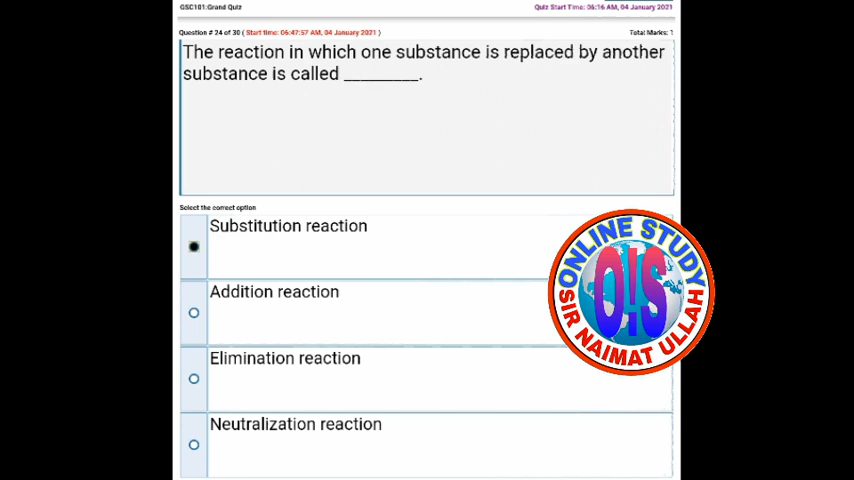 GSC101:Grand Quiz
Quiz Start Time: 06:16 AM, 04 January 2021
Question # 24 of 30 ( Start time: 06:47:57 AM, 04 January 2021 )
Total Marks: 1
The reaction in which one substance is replaced by another
substance is called _________.
Select the correct option
Substitution reaction
Addition reaction
Elimination reaction
Neutralization reaction
ONLINE STUDY
O!S
SIR NAIMAT ULLAH